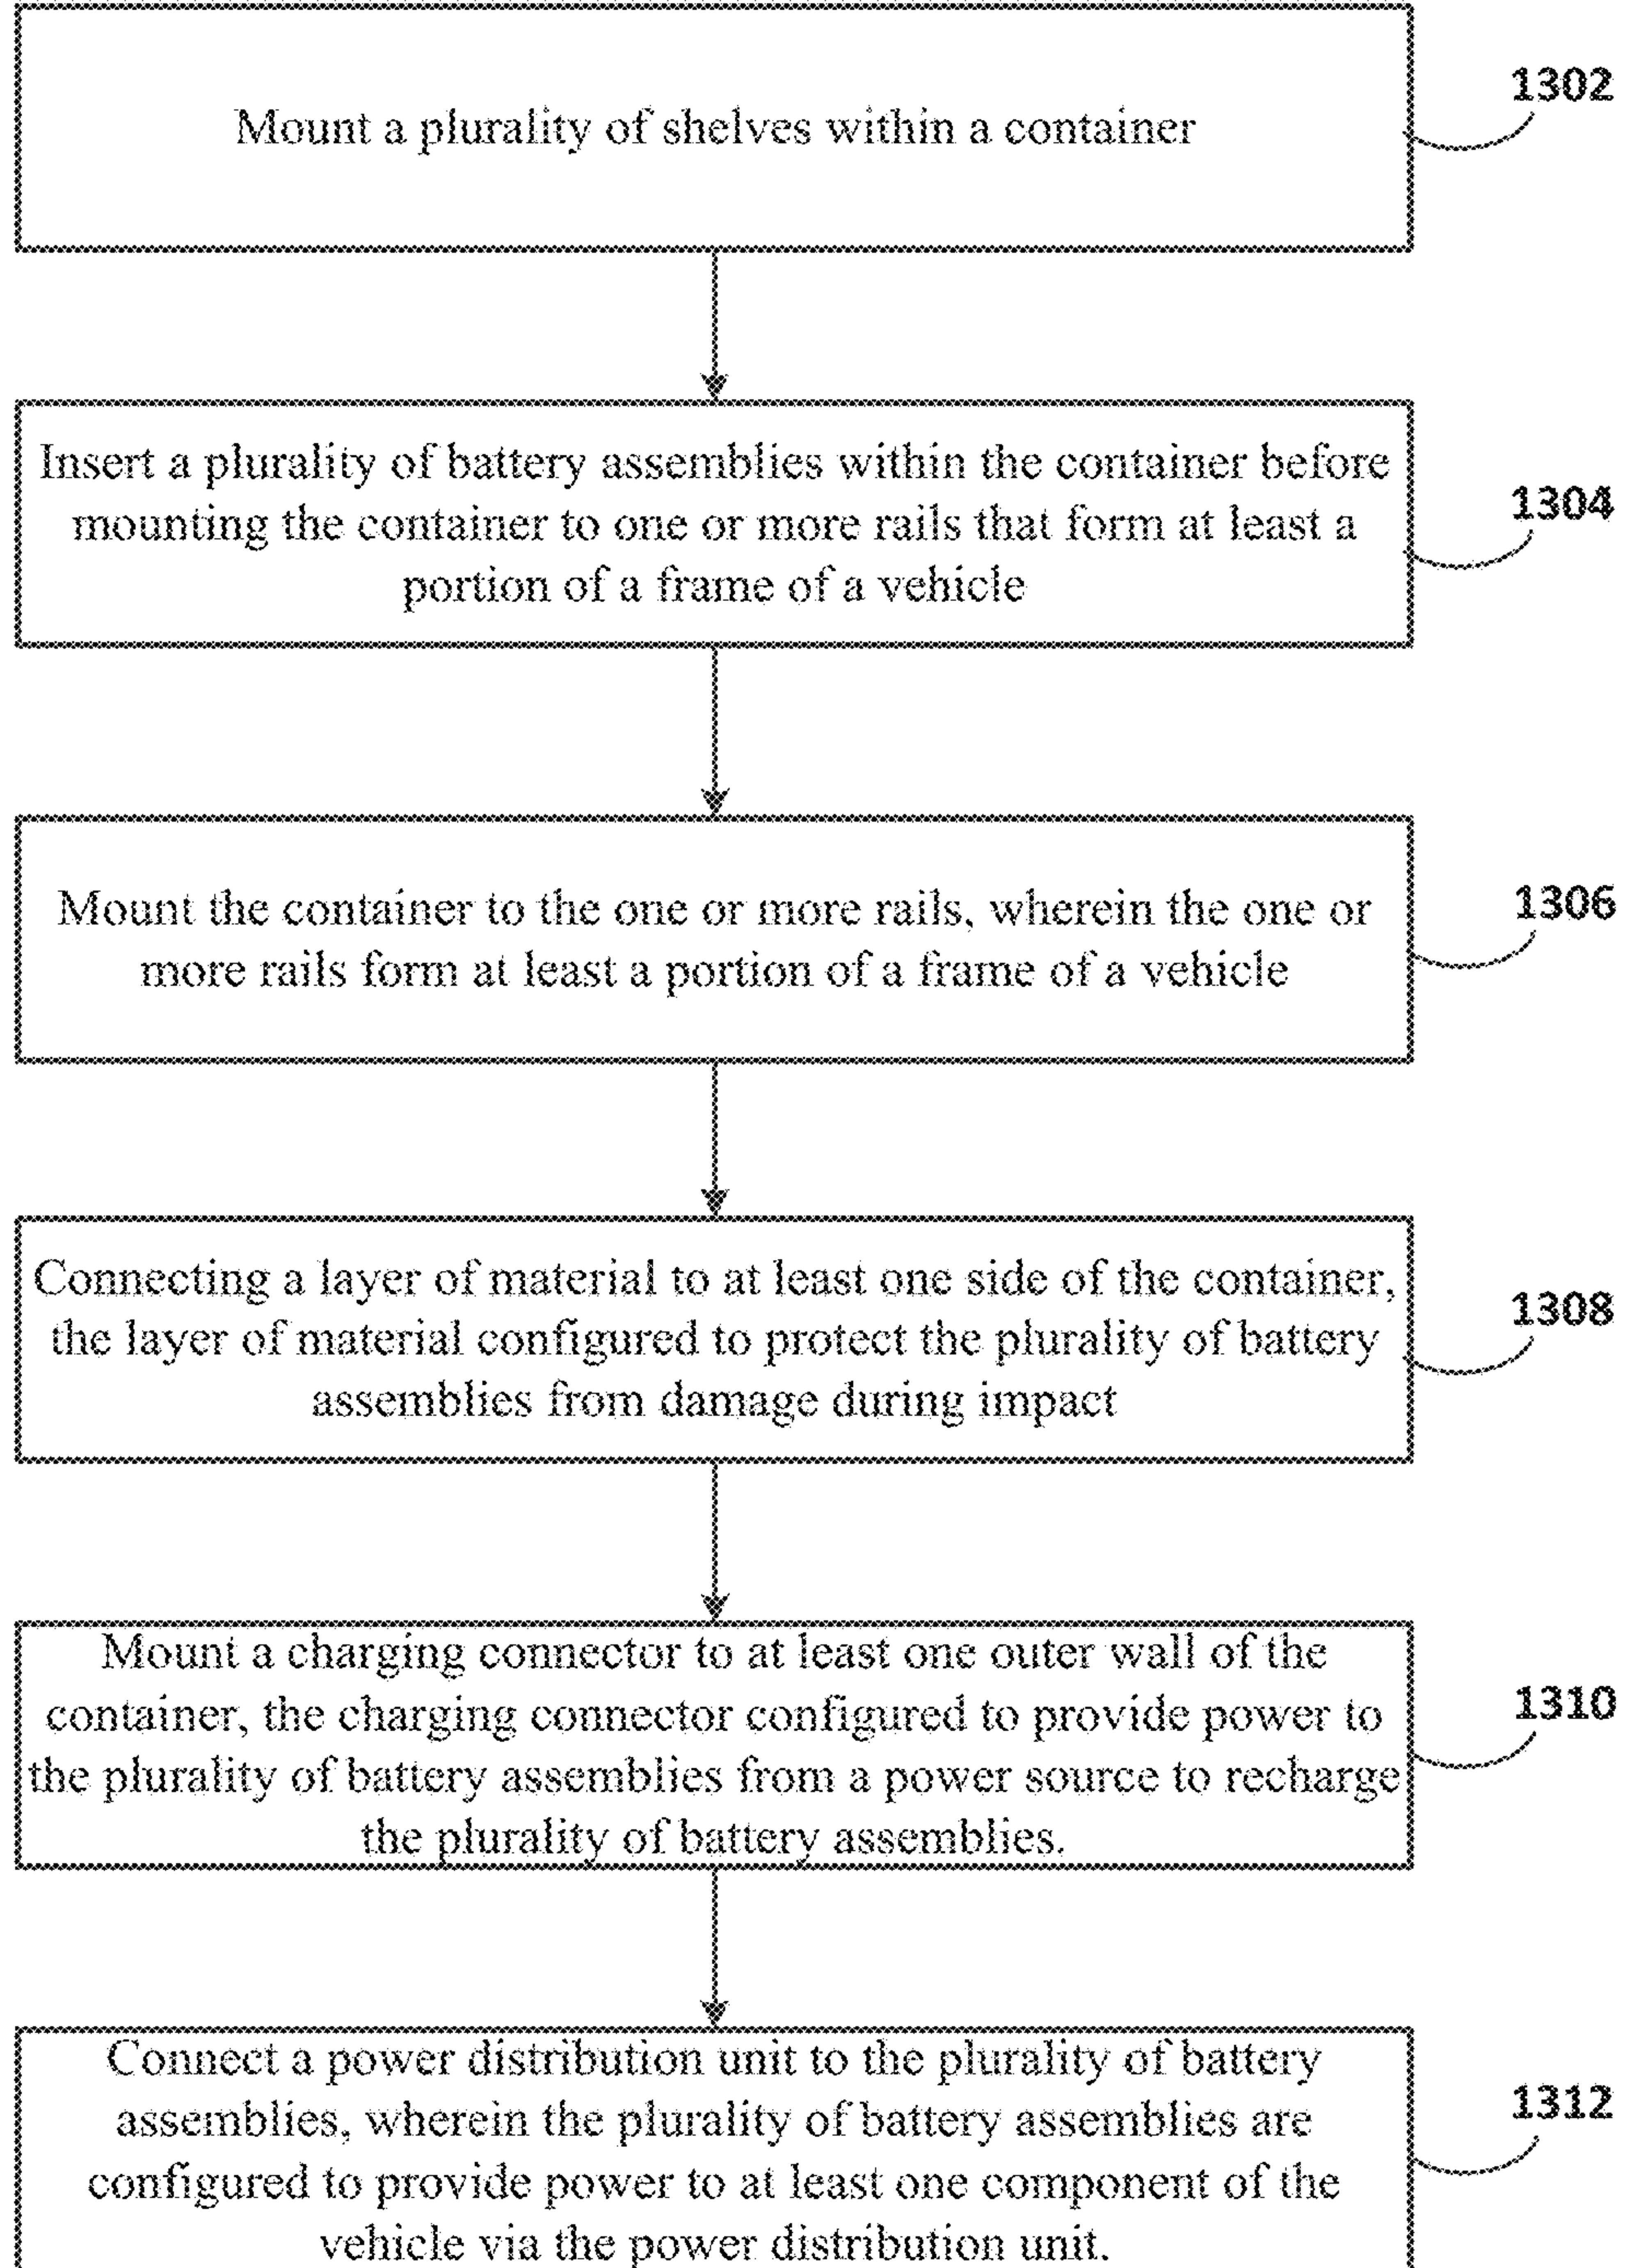 Mount a plurality of shelves within a container
1302
Insert a plurality of battery assemblies within the container before
mounting the container to one or more rails that form at least a
portion of a frame of a vehicle
1304
Mount the container to the one or more rails, wherein the one or
more rails form at least a portion of a frame of a vehicle
1306
Connecting a layer of material to at least one side of the container,
the layer of material configured to protect the plurality of battery
assemblies from damage during impact
1308
Mount a charging connector to at least one outer wall of the
container, the charging connector configured to provide power to
the plurality of battery assemblies from a power source to recharge
the plurality of battery assemblies.
1310
Connect a power distribution unit to the plurality of battery
assemblies, wherein the plurality of battery assemblies are
configured to provide power to at least one component of the
vehicle via the power distribution unit.
1312